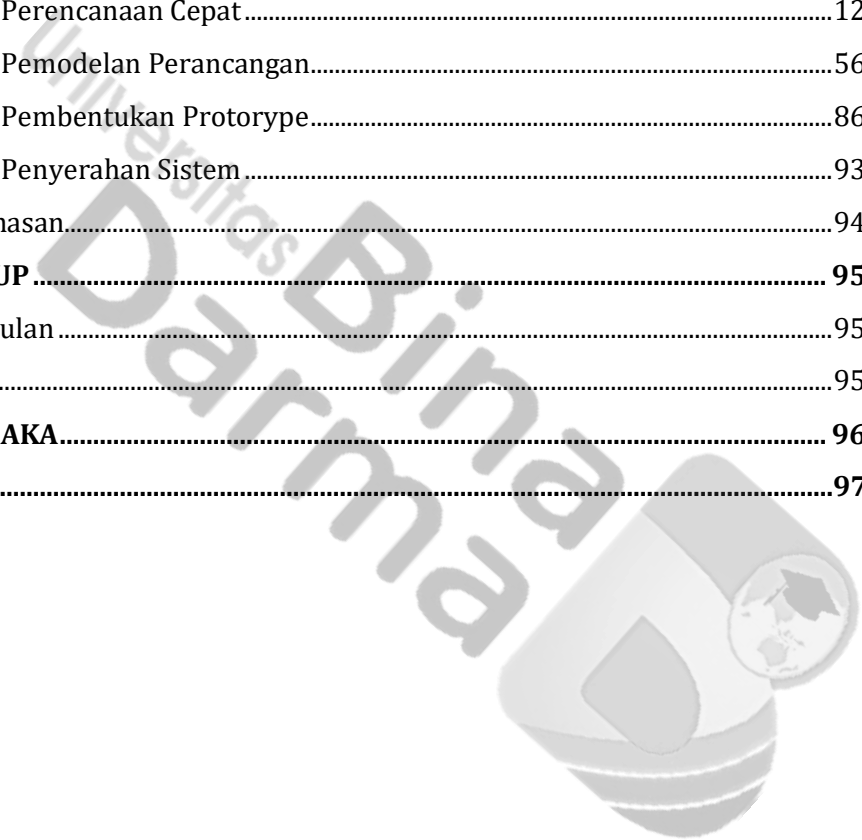 Perencanaan Cepat ........ 12
Pemodelan Perancangan ........ 56
Pembentukan Protorype ........ 86
Penyerahan Sistem ........ 93
hasan ........ 94
UP ........ 95
ulan ........ 95
........ 95
AKA ........ 96
........ 97
Universitas
Bina
Darma